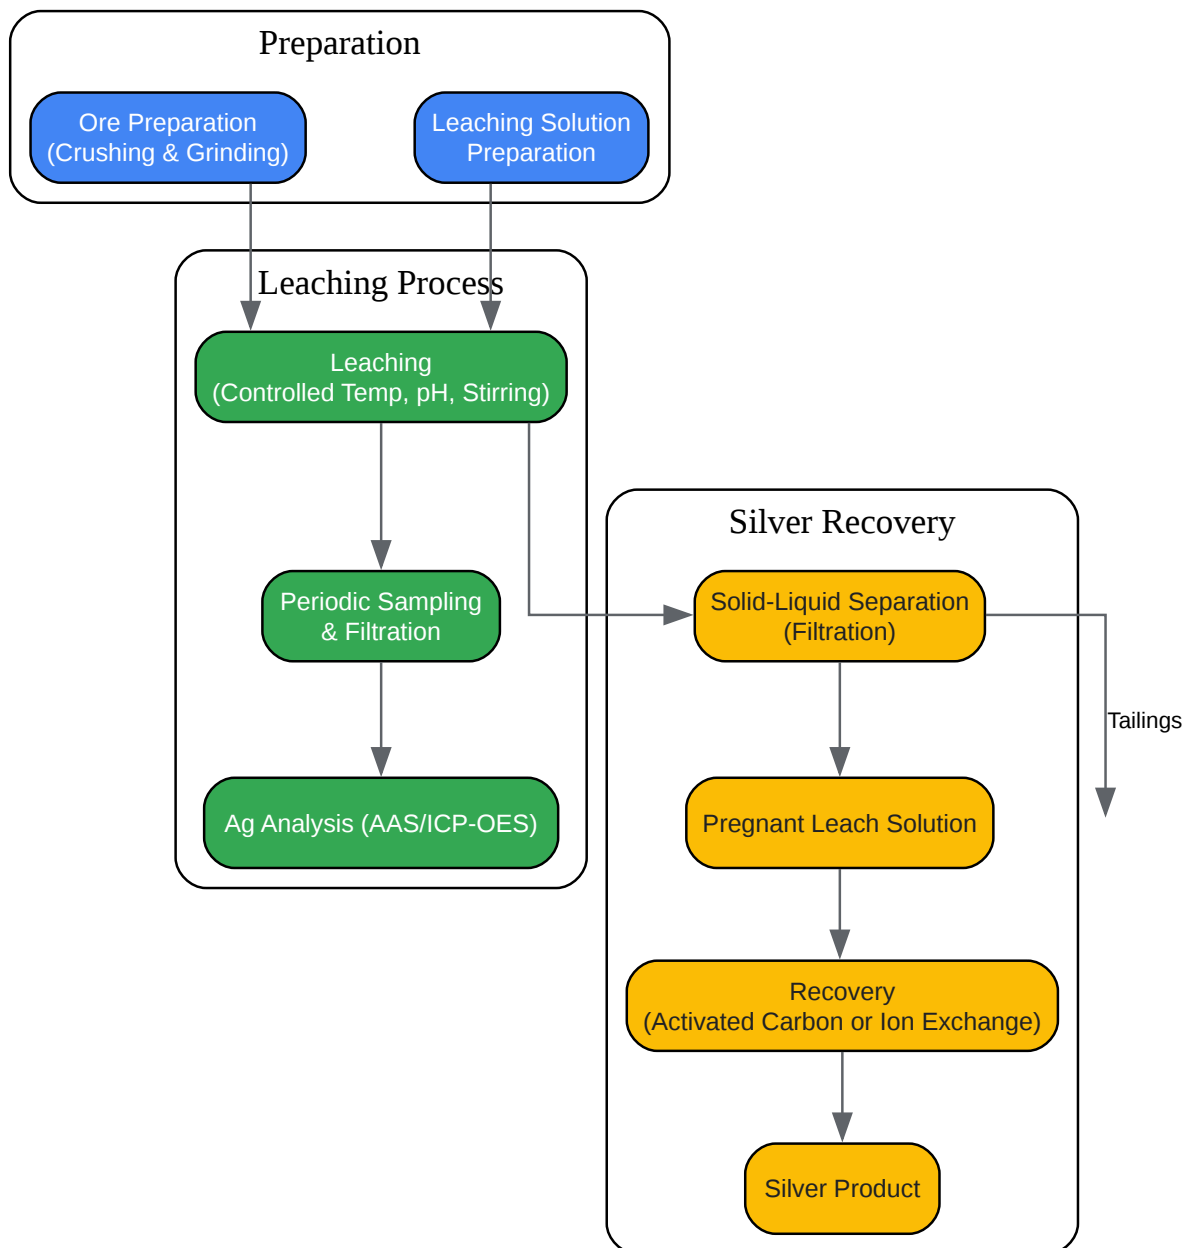 Preparation
Ore Preparation
(Crushing & Grinding)
Leaching Solution
Preparation
Leaching Process
Leaching
(Controlled Temp, pH, Stirring)
Periodic Sampling
& Filtration
Ag Analysis (AAS/ICP-OES)
Silver Recovery
Solid-Liquid Separation
(Filtration)
Tailings
Pregnant Leach Solution
Recovery
(Activated Carbon or Ion Exchange)
Silver Product